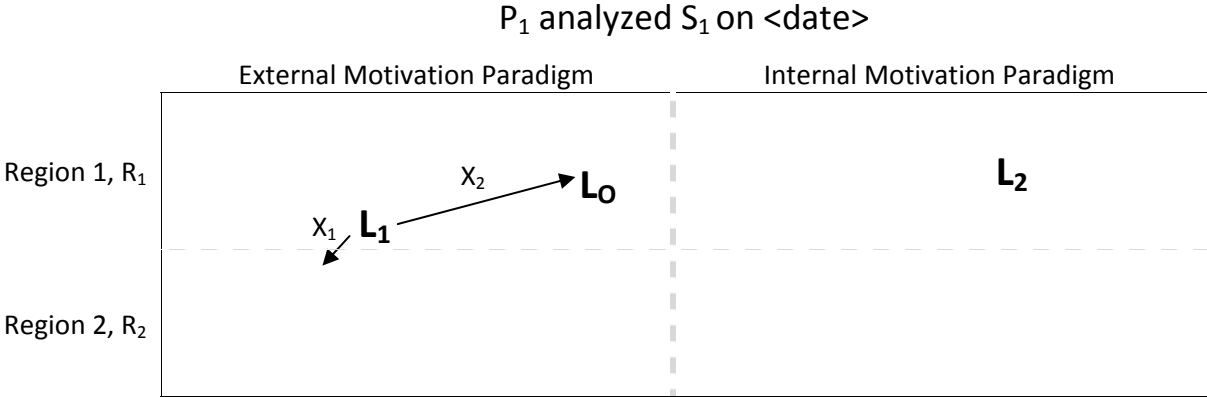 P₁ analyzed S₁ on <date>
External Motivation Paradigm Internal Motivation Paradigm
Region 1, R₁
X₂
L_O
L₂
X₁
L₁
Region 2, R₂